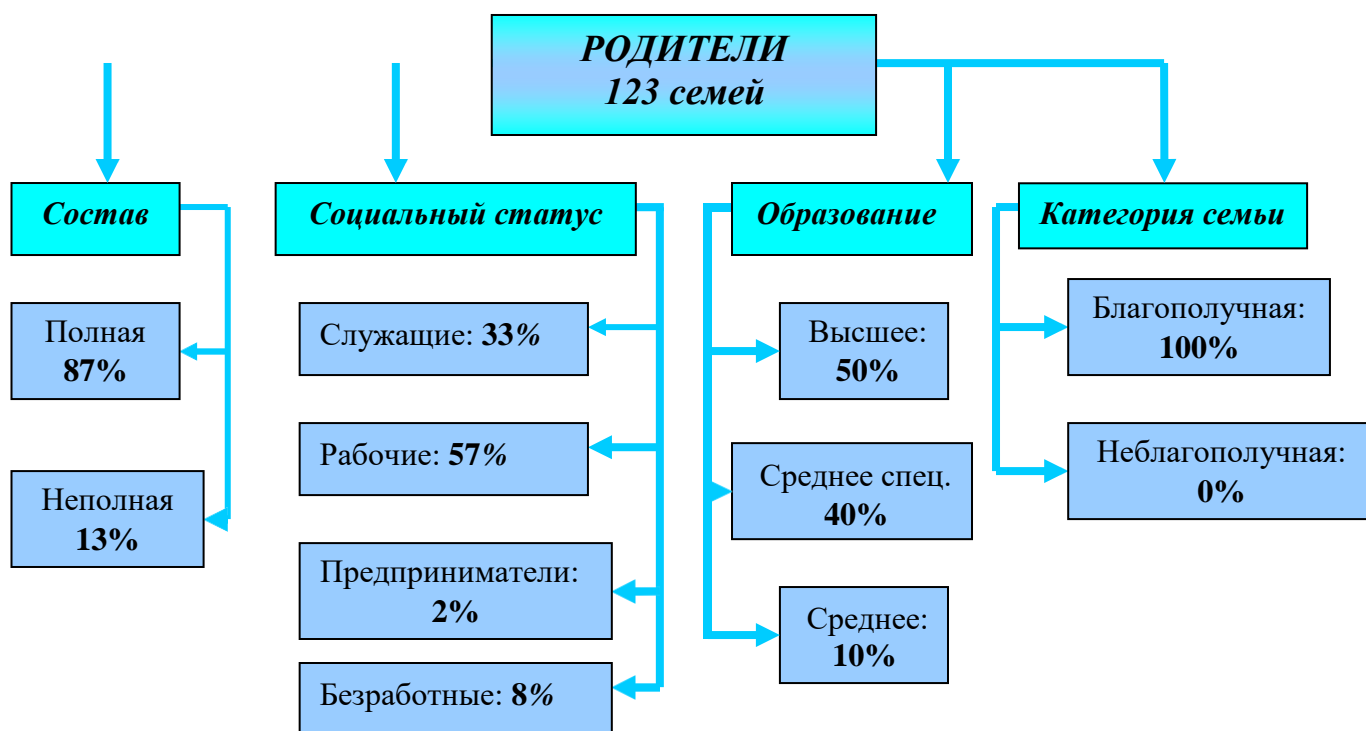 РОДИТЕЛИ
123 семей
Состав
Социальный статус
Образование
Категория семьи
Полная
87%
Неполная
13%
Служащие: 33%
Рабочие: 57%
Предприниматели:
2%
Безработные: 8%
Высшее:
50%
Среднее спец.
40%
Среднее:
10%
Благополучная:
100%
Неблагополучная:
0%